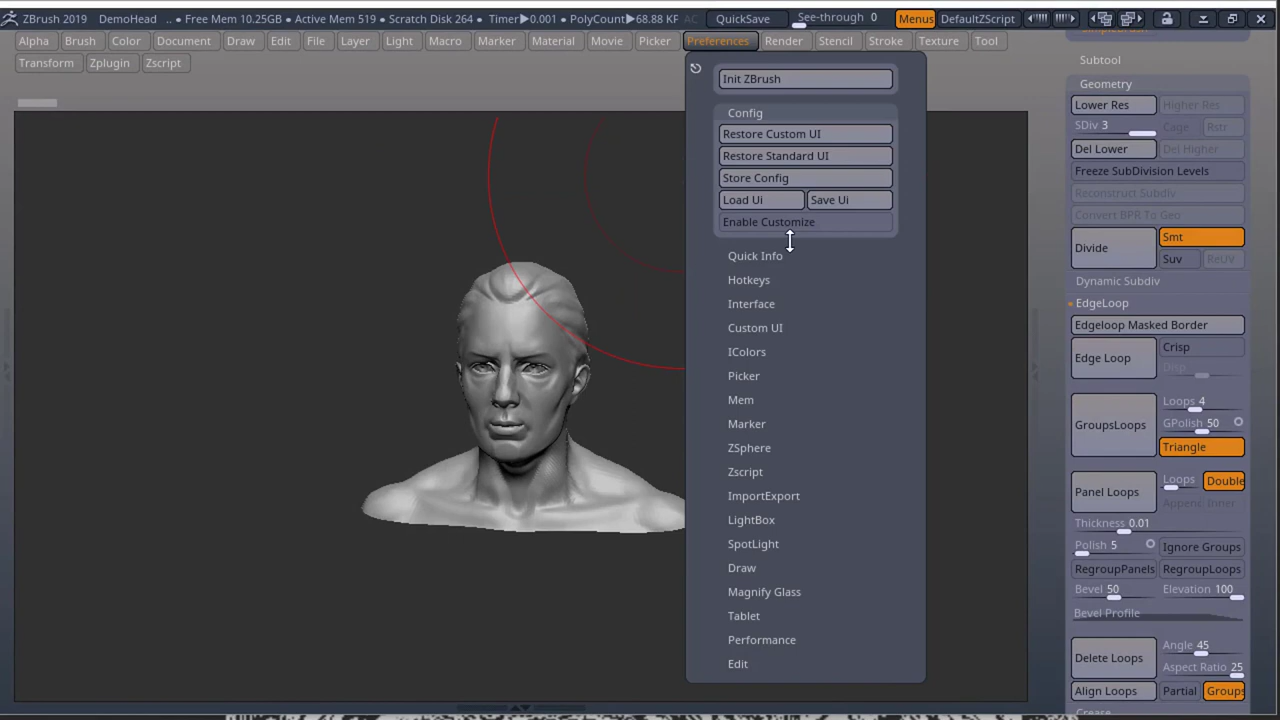 ZBrush 2019 DemoHead .. • Free Mem 10.25GB • Active Mem 519 • Scratch Disk 264 • Timer▶0.001 • PolyCount▶68.88 KF AC QuickSave See-through 0 Menus DefaultZScript
Alpha Brush Color Document Draw Edit File Layer Light Macro Marker Material Movie Picker Preferences Render Stencil Stroke Texture Tool
Transform Zplugin Zscript
Init ZBrush
Config
Restore Custom UI
Restore Standard UI
Store Config
Load Ui Save Ui
Enable Customize
Quick Info
Hotkeys
Interface
Custom UI
IColors
Picker
Mem
Marker
ZSphere
Zscript
ImportExport
LightBox
SpotLight
Draw
Magnify Glass
Tablet
Performance
Edit
Subtool
Geometry
Lower Res Higher Res
SDiv 3 Cage Rstr
Del Lower Del Higher
Freeze SubDivision Levels
Reconstruct Subdiv
Convert BPR To Geo
Divide Smt
Suv ReUV
Dynamic Subdiv
EdgeLoop
Edgeloop Masked Border
Edge Loop Crisp
Disp
GroupsLoops Loops 4
GPolish 50
Triangle
Panel Loops Loops Double
Append Inner
Thickness 0.01
Polish 5 Ignore Groups
RegroupPanels RegroupLoops
Bevel 50 Elevation 100
Bevel Profile
Delete Loops Angle 45
Aspect Ratio 25
Align Loops Partial Groups
Crease